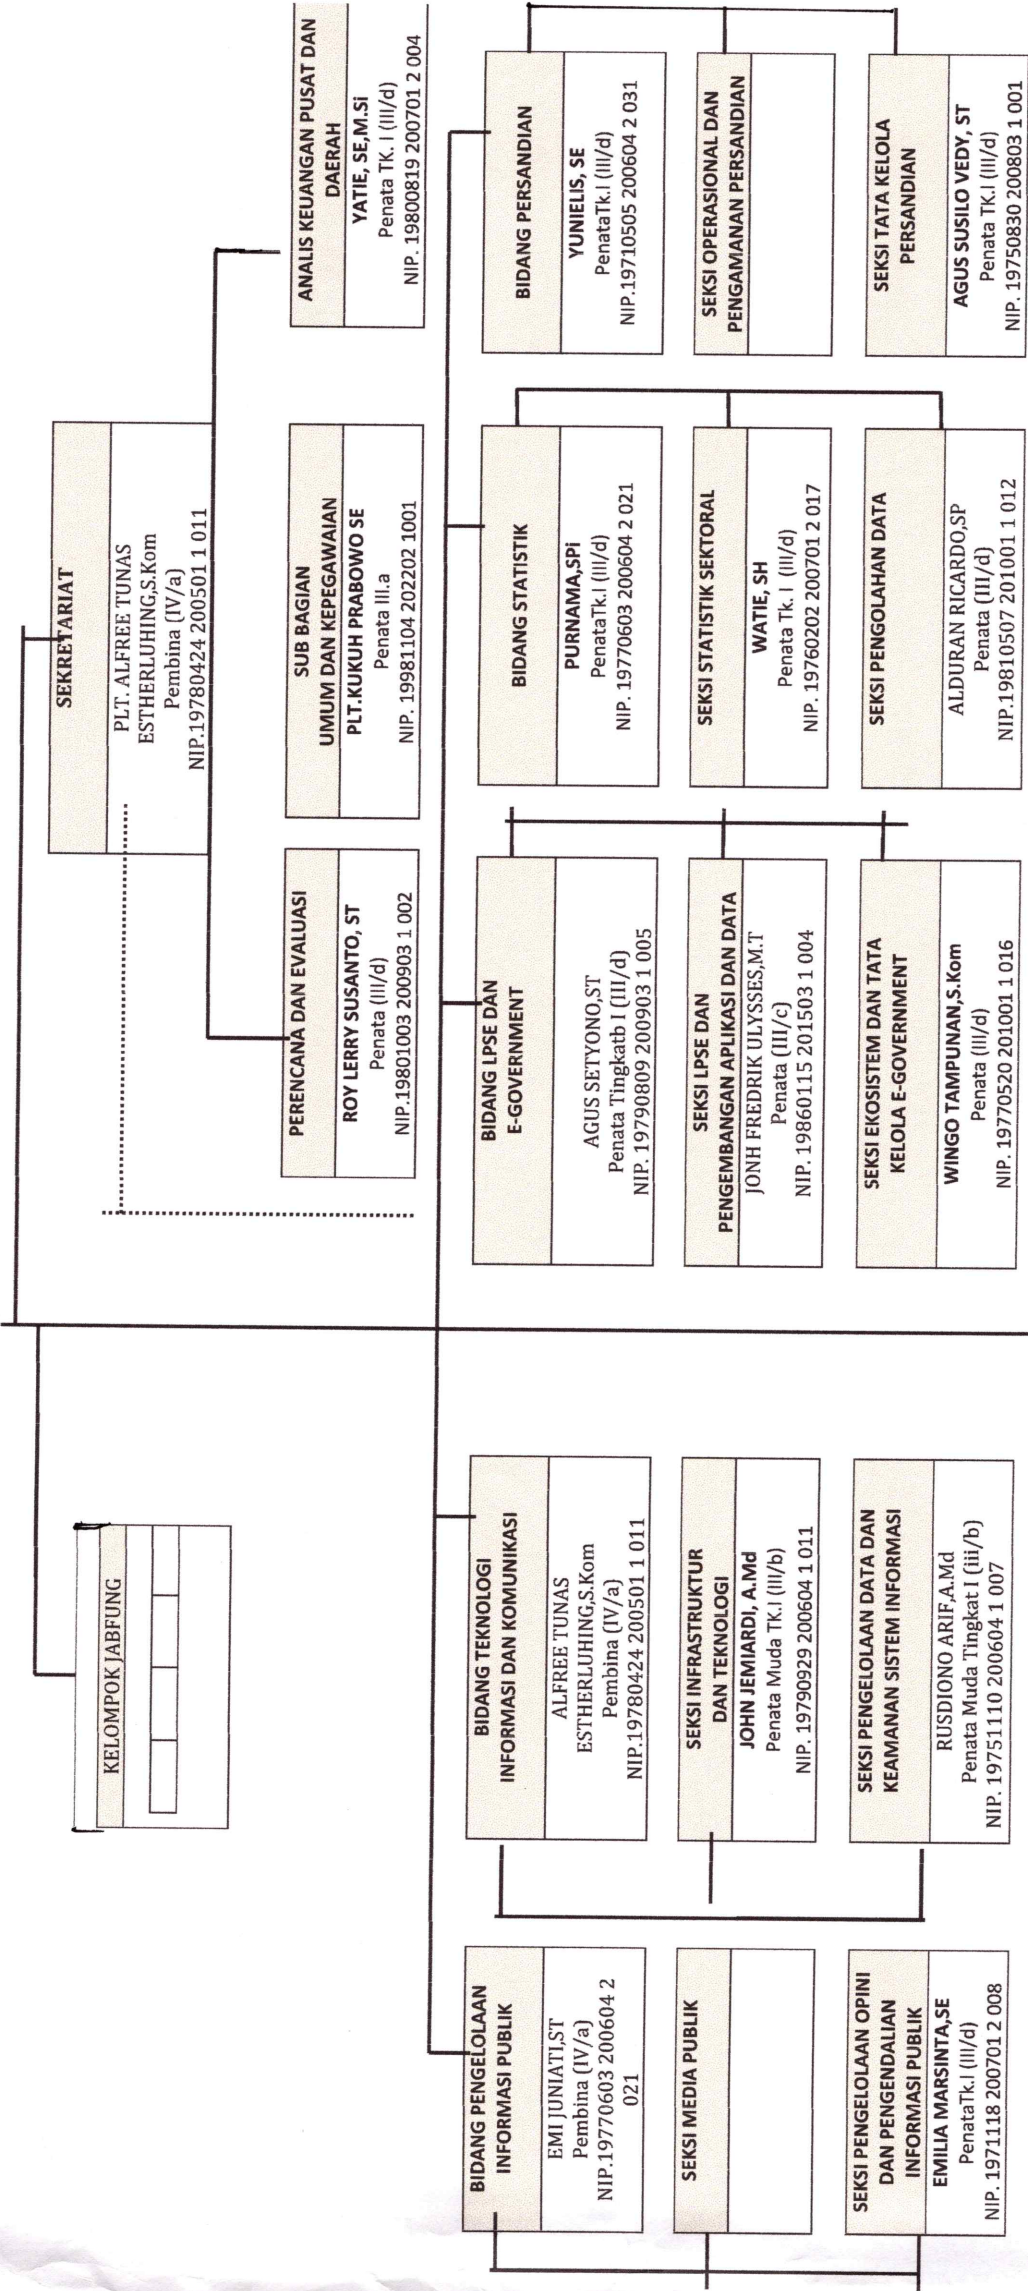 SEKRETARIAT
PLT. ALFREE TUNAS
ESTHERLUHING,S.Kom
Pembina (IV/a)
NIP.19780424 200501 1 011
KELOMPOK JABFUNG
PERENCANA DAN EVALUASI
ROY LERRY SUSANTO, ST
Penata (III/d)
NIP.19801003 200903 1 002
SUB BAGIAN
UMUM DAN KEPEGAWAIAN
PLT.KUKUH PRABOWO SE
Penata III.a
NIP. 19981104 202202 1001
ANALIS KEUANGAN PUSAT DAN
DAERAH
YATIE, SE,M.Si
Penata TK. I (III/d)
NIP. 19800819 200701 2 004
BIDANG PENGELOLAAN
INFORMASI PUBLIK
EMI JUNIATI,ST
Pembina (IV/a)
NIP.19770603 200604 2
021
SEKSI MEDIA PUBLIK
SEKSI PENGELOLAAN OPINI
DAN PENGENDALIAN
INFORMASI PUBLIK
EMILIA MARSINTA,SE
PenataTk.I (III/d)
NIP. 19711118 200701 2 008
BIDANG TEKNOLOGI
INFORMASI DAN KOMUNIKASI
ALFREE TUNAS
ESTHERLUHING,S.Kom
Pembina (IV/a)
NIP.19780424 200501 1 011
SEKSI INFRASTRUKTUR
DAN TEKNOLOGI
JOHN JEMIARDI, A.Md
Penata Muda TK.I (III/b)
NIP. 19790929 200604 1 011
SEKSI PENGELOLAAN DATA DAN
KEAMANAN SISTEM INFORMASI
RUSDIONO ARIF,A.Md
Penata Muda Tingkat I (iii/b)
NIP. 19751110 200604 1 007
BIDANG LPSE DAN
E-GOVERNMENT
AGUS SETYONO,ST
Penata Tingkatb I (III/d)
NIP. 19790809 200903 1 005
SEKSI LPSE DAN
PENGEMBANGAN APLIKASI DAN DATA
JONH FREDRIK ULYSSES,M.T
Penata (III/c)
NIP. 19860115 201503 1 004
SEKSI EKOSISTEM DAN TATA
KELOLA E-GOVERNMENT
WINGO TAMPUNAN,S.Kom
Penata (III/d)
NIP. 19770520 201001 1 016
BIDANG STATISTIK
PURNAMA,SPi
PenataTk.I (III/d)
NIP. 19770603 200604 2 021
SEKSI STATISTIK SEKTORAL
WATIE, SH
Penata Tk. I (III/d)
NIP. 19760202 200701 2 017
SEKSI PENGOLAHAN DATA
ALDURAN RICARDO,SP
Penata (III/d)
NIP.19810507 201001 1 012
BIDANG PERSANDIAN
YUNIELIS, SE
PenataTk.I (III/d)
NIP.19710505 200604 2 031
SEKSI OPERASIONAL DAN
PENGAMANAN PERSANDIAN
SEKSI TATA KELOLA
PERSANDIAN
AGUS SUSILO VEDY, ST
Penata TK.I (III/d)
NIP. 19750830 200803 1 001